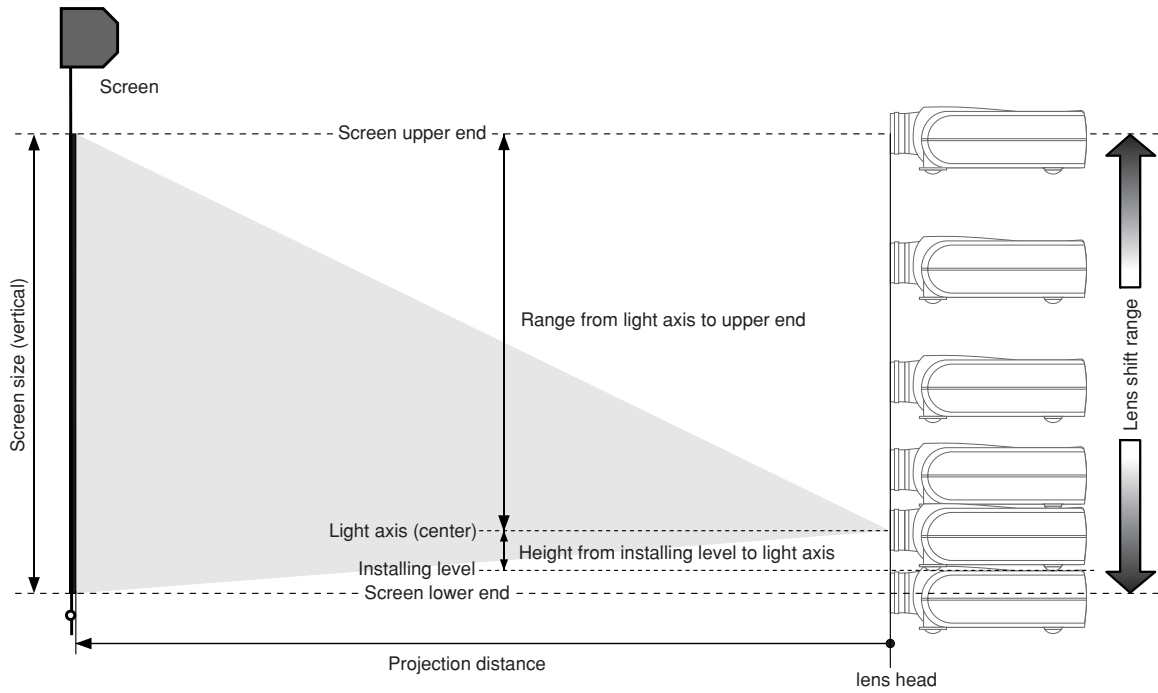 Screen
Screen upper end
Screen size (vertical)
Range from light axis to upper end
Lens shift range
Light axis (center)
Height from installing level to light axis
Installing level
Screen lower end
Projection distance
lens head